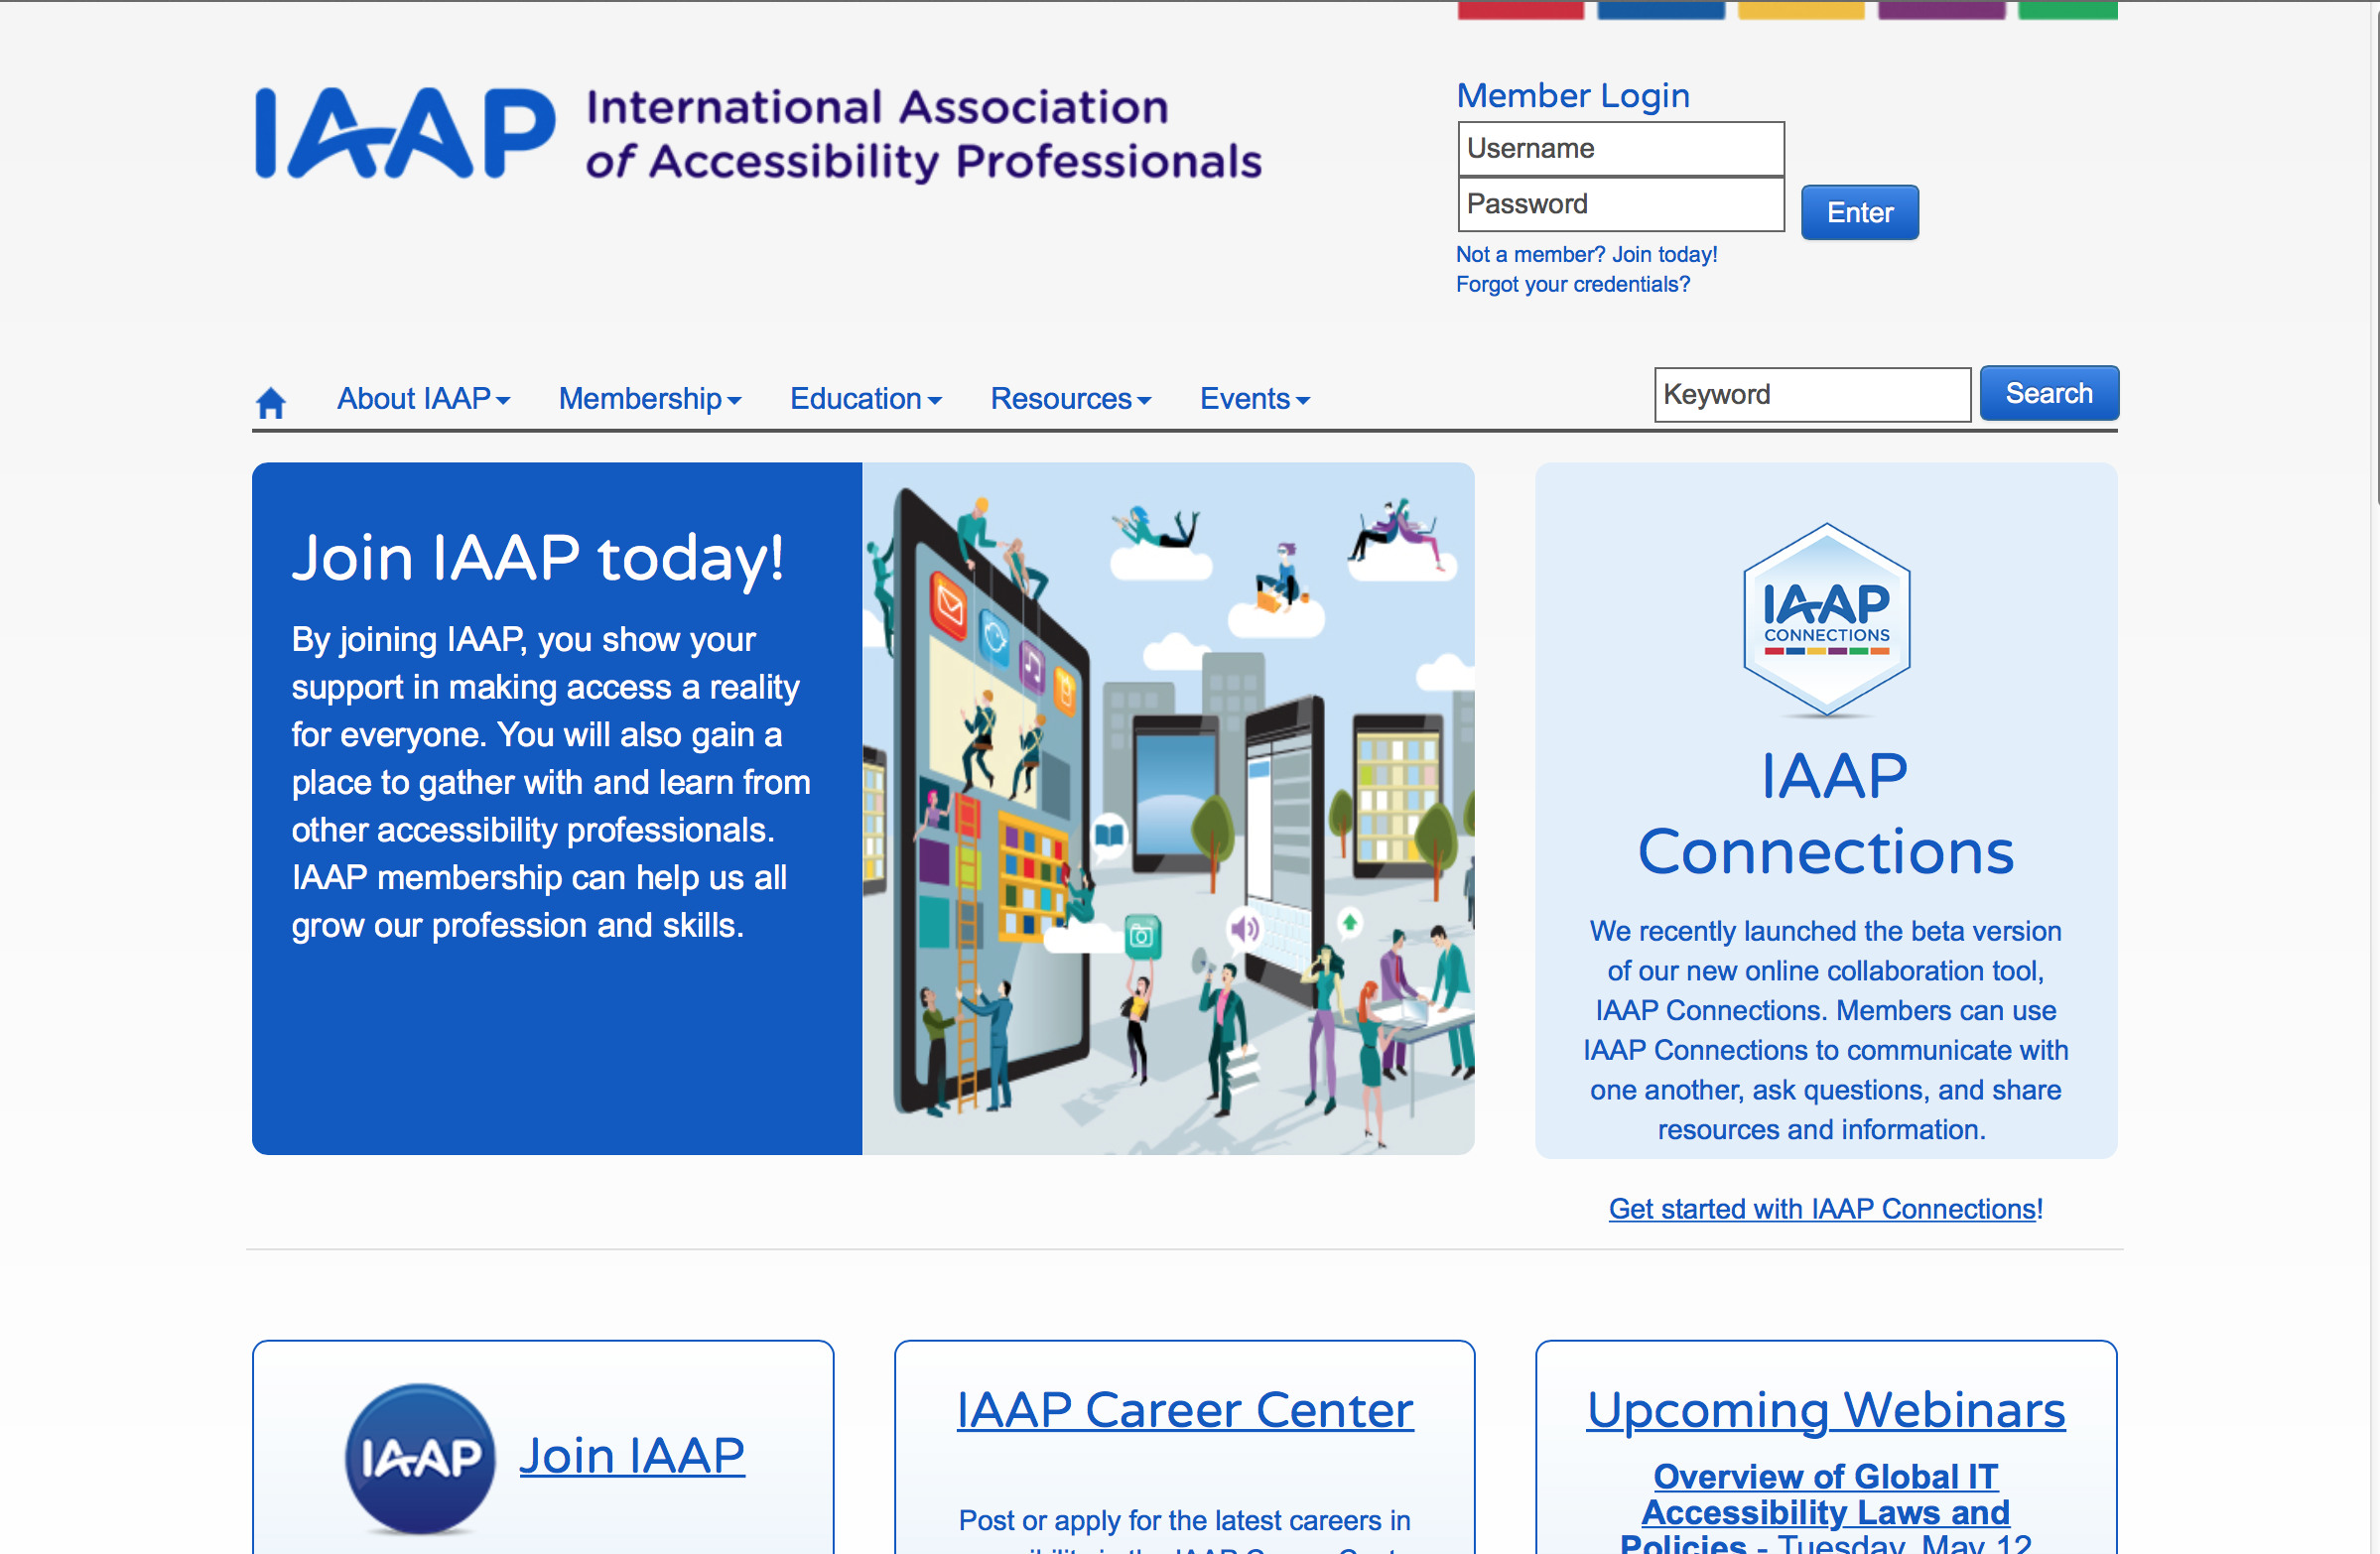 IAAP
International Association
of Accessibility Professionals
Member Login
Username
Password
Enter
Not a member? Join today!
Forgot your credentials?
About IAAP
Membership
Education
Resources
Events
Keyword
Search
Join IAAP today!
By joining IAAP, you show your
support in making access a reality
for everyone. You will also gain a
place to gather with and learn from
other accessibility professionals.
IAAP membership can help us all
grow our profession and skills.
IAAP
CONNECTIONS
IAAP
Connections
We recently launched the beta version
of our new online collaboration tool,
IAAP Connections. Members can use
IAAP Connections to communicate with
one another, ask questions, and share
resources and information.
Get started with IAAP Connections!
IAAP
Join IAAP
IAAP Career Center
Post or apply for the latest careers in
Upcoming Webinars
Overview of Global IT
Accessibility Laws and
Policies - Tuesday, May 12